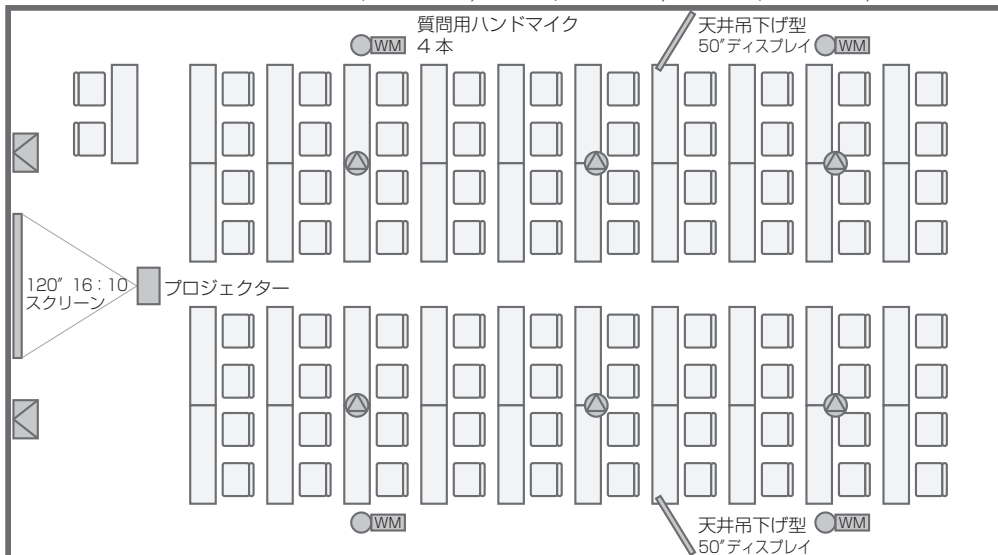 質問用ハンドマイク
4 本
WM
天井吊下げ型
50″ディスプレイ
WM
120″ 16：10
スクリーン
プロジェクター
WM
天井吊下げ型
50″ディスプレイ
WM